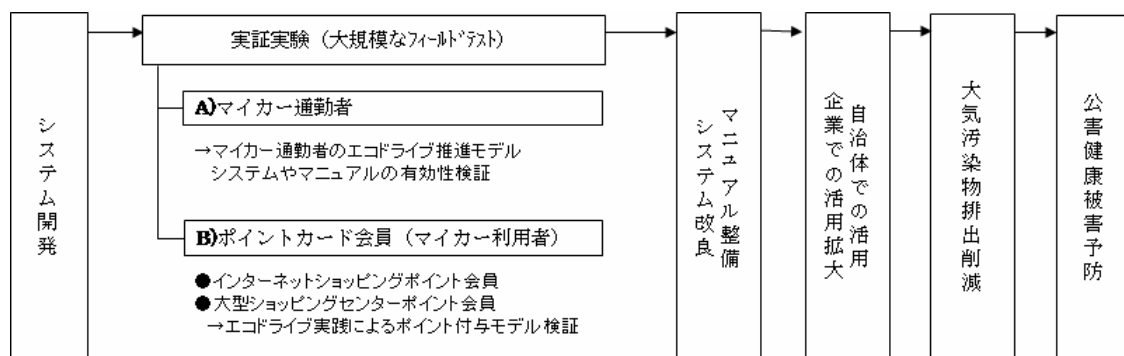 システム開発
実証実験（大規模なﾌｨｰﾙﾄﾞﾃｽﾄ）
A)マイカー通勤者
→マイカー通勤者のエコドライブ推進モデル
システムやマニュアルの有効性検証
B)ポイントカード会員（マイカー利用者）
●インターネットショッピングポイント会員
●大型ショッピングセンターポイント会員
→エコドライブ実践によるポイント付与モデル検証
マニュアル整備
システム改良
自治体での活用
企業での活用拡大
大気汚染物排出削減
公害健康被害予防